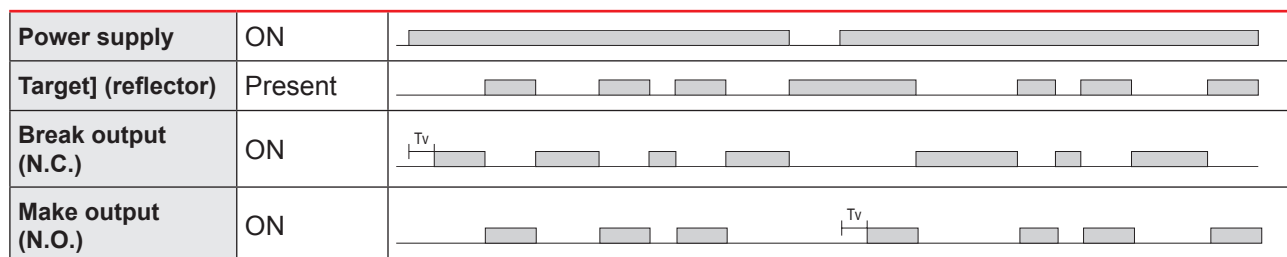 Power supply ON
Target] (reflector) Present
Break output
(N.C.) ON Tv
Make output
(N.O.) ON Tv